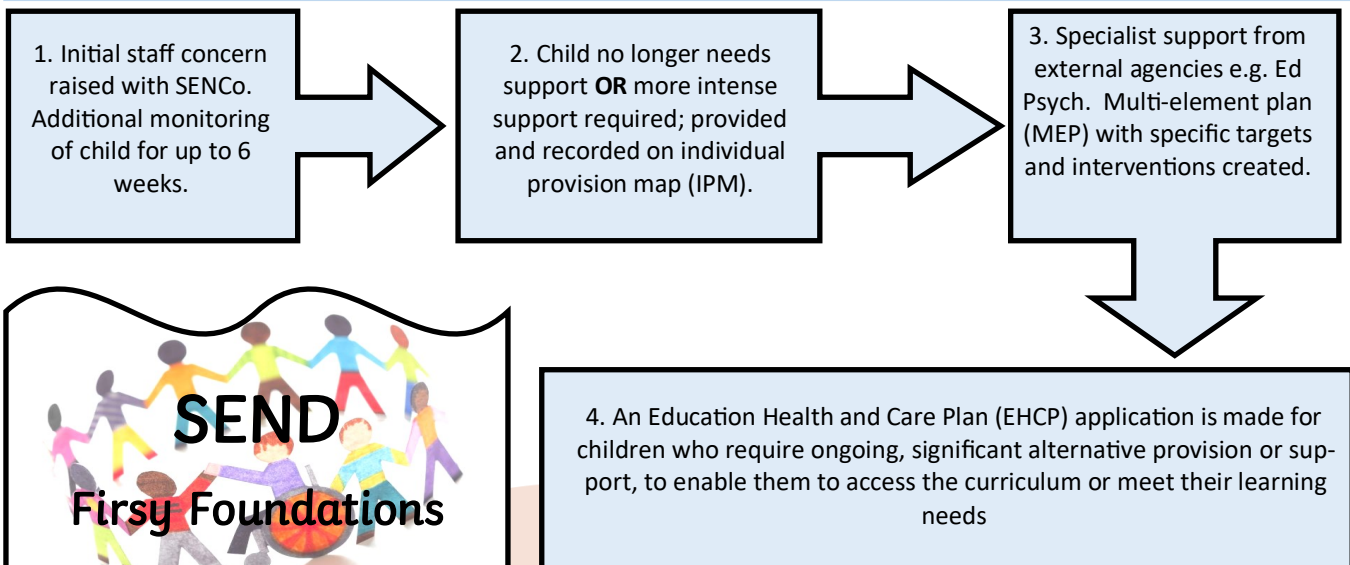 1. Initial staff concern
raised with SENCo.
Additional monitoring
of child for up to 6
weeks.
2. Child no longer needs
support OR more intense
support required; provided
and recorded on individual
provision map (IPM).
3. Specialist support from
external agencies e.g. Ed
Psych. Multi-element plan
(MEP) with specific targets
and interventions created.
SEND
Firsy Foundations
4. An Education Health and Care Plan (EHCP) application is made for
children who require ongoing, significant alternative provision or sup-
port, to enable them to access the curriculum or meet their learning
needs